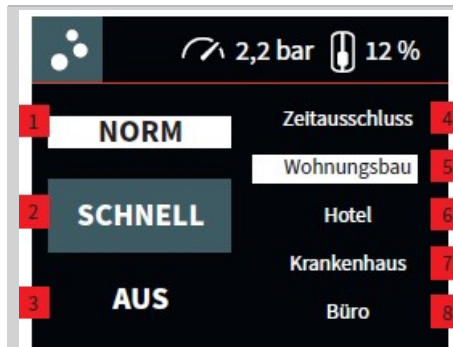 2,2 bar 12 %
1 NORM
2 SCHNELL
3 AUS
Zeitausschluss 4
Wohnungsbau 5
Hotel 6
Krankenhaus 7
Büro 8